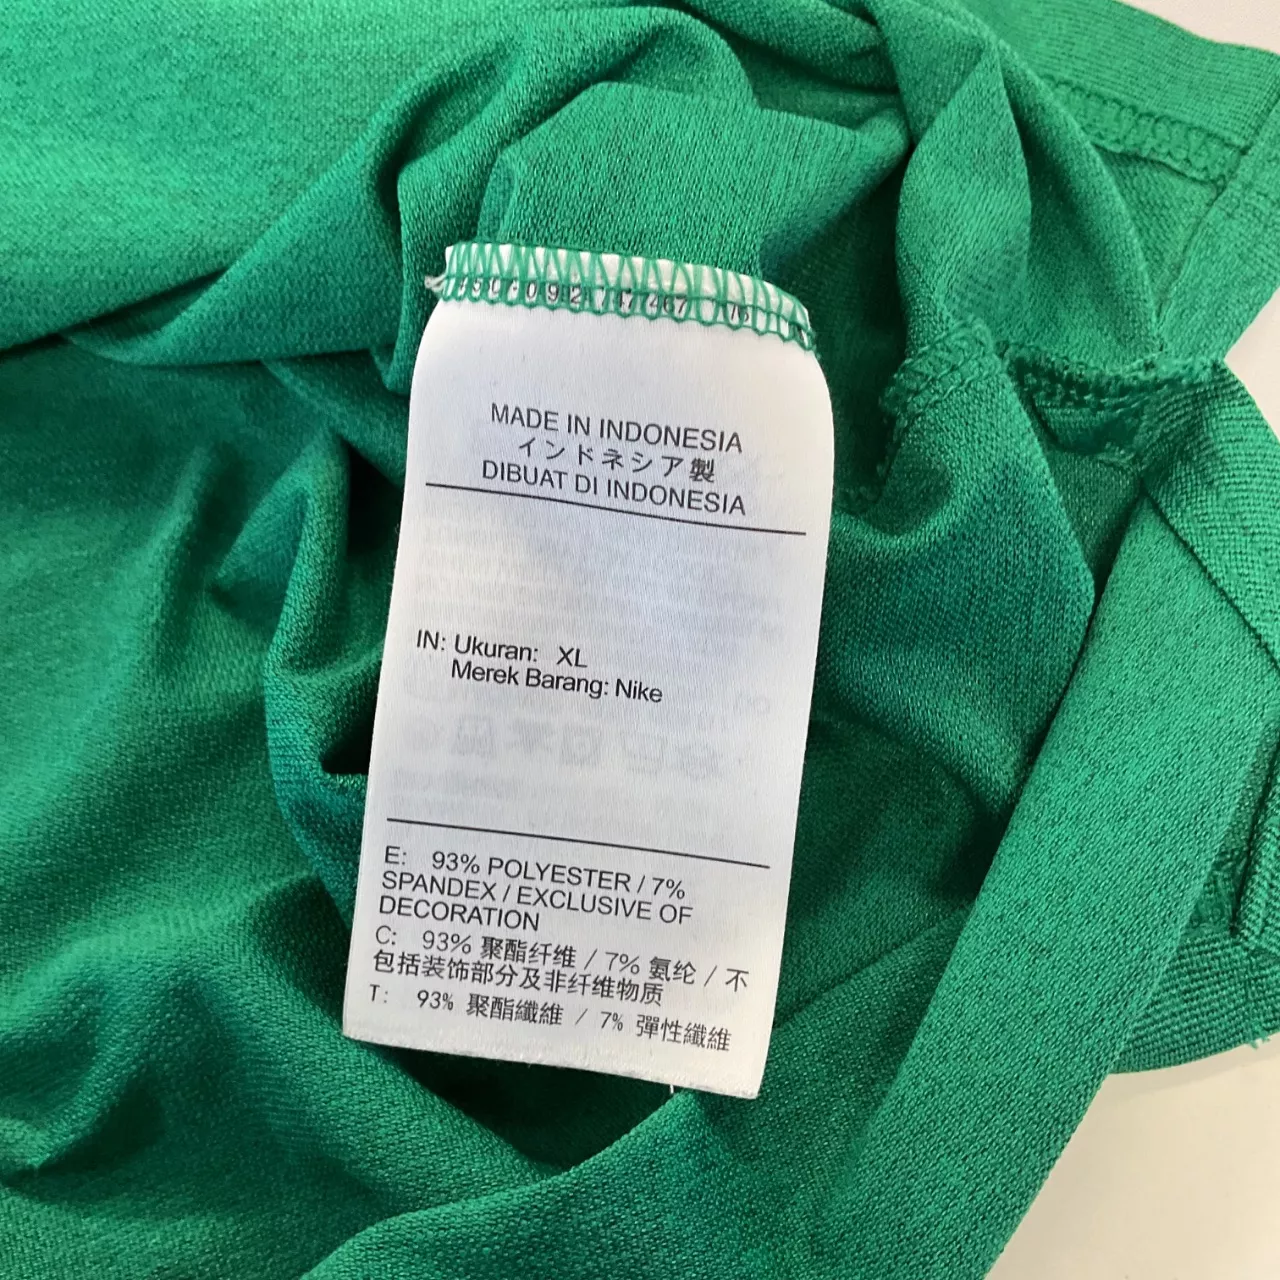 MADE IN INDONESIA
インドネシア製
DIBUAT DI INDONESIA
IN: Ukuran: XL
Merek Barang: Nike
E: 93% POLYESTER / 7%
SPANDEX / EXCLUSIVE OF
DECORATION
C: 93% 聚酯纤维 / 7% 氨纶 / 不
包括装饰部分及非纤维物质
T: 93% 聚酯纖維 / 7% 彈性纖維